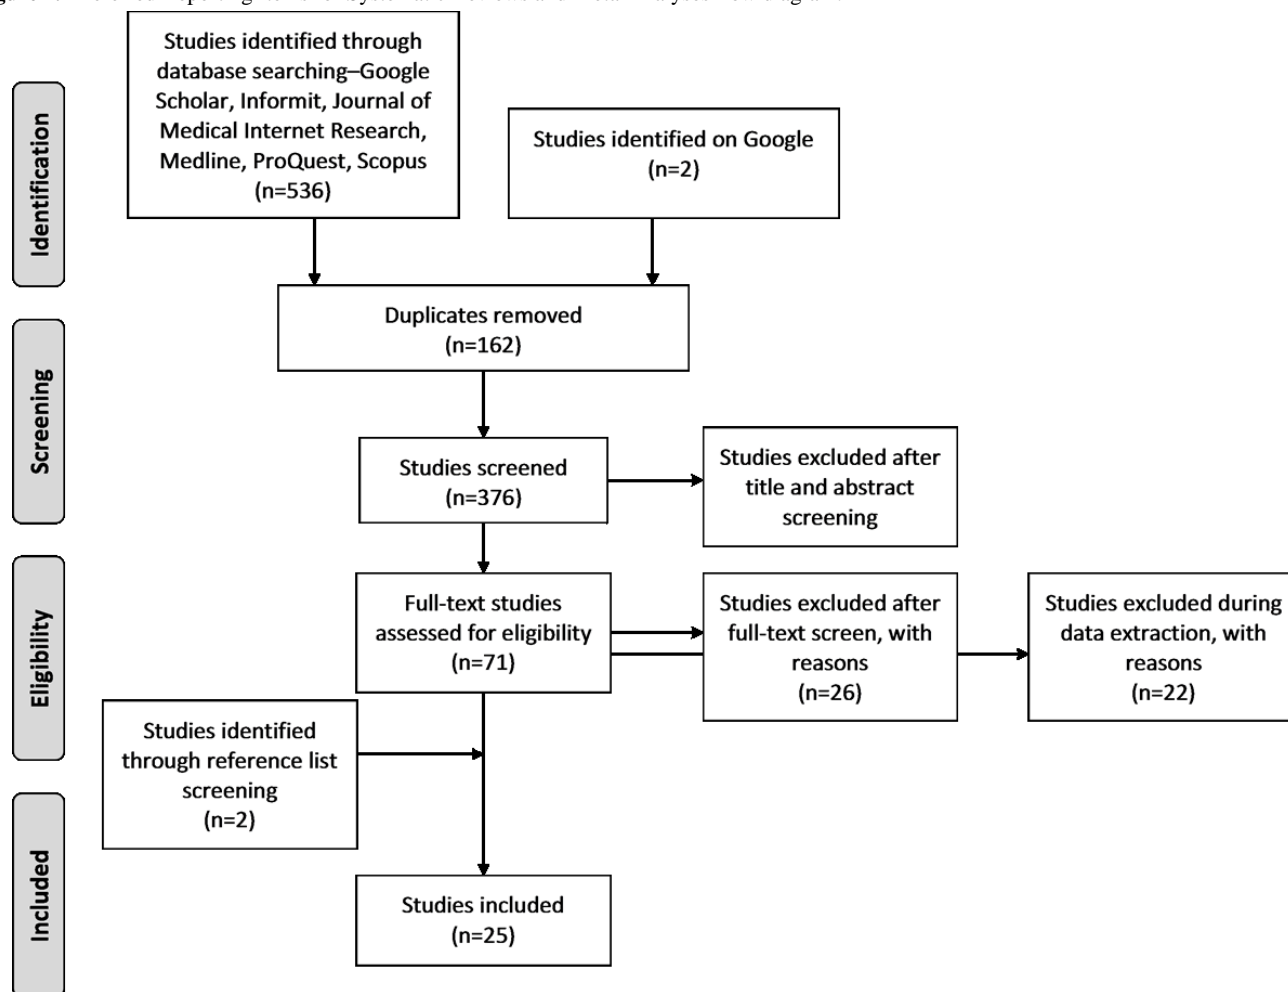 Studies identified through
database searching–Google
Scholar, Informit, Journal of
Medical Internet Research,
Medline, ProQuest, Scopus
(n=536)
Studies identified on Google
(n=2)
Identification
Duplicates removed
(n=162)
Screening
Studies screened
(n=376)
Studies excluded after
title and abstract
screening
Eligibility
Full-text studies
assessed for eligibility
(n=71)
Studies excluded after
full-text screen, with
reasons
(n=26)
Studies excluded during
data extraction, with
reasons
(n=22)
Studies identified
through reference list
screening
(n=2)
Included
Studies included
(n=25)